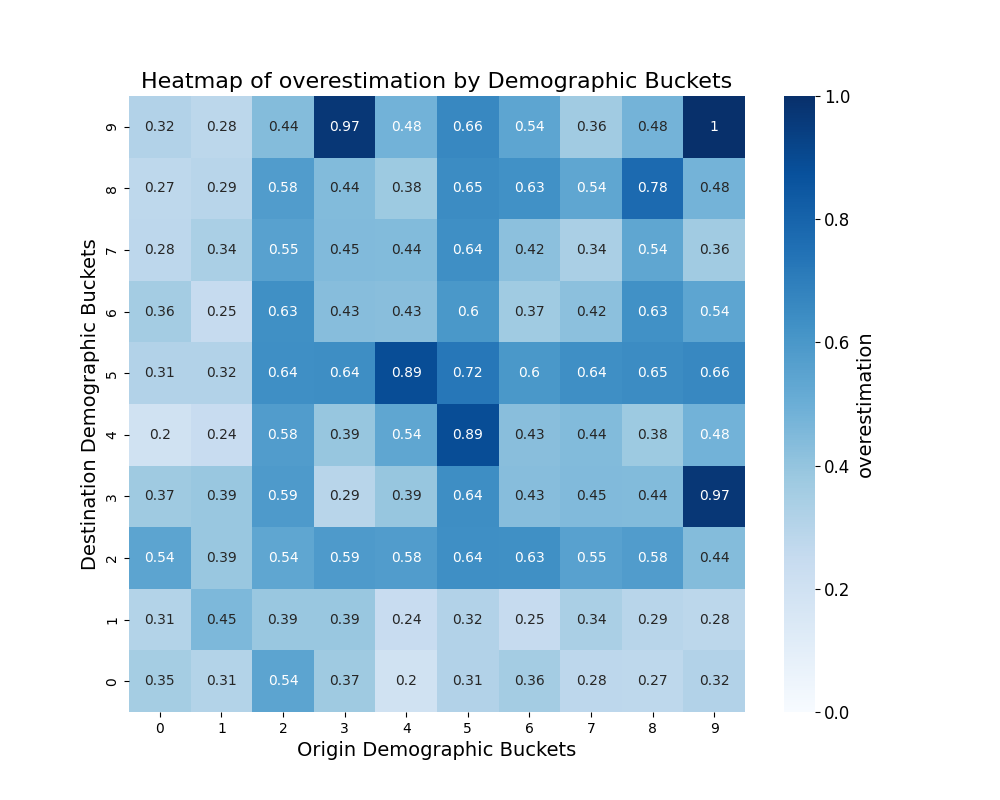 Heatmap of overestimation by Demographic Buckets
9 0.32 0.28 0.44 0.97 0.48 0.66 0.54 0.36 0.48 1
8 0.27 0.29 0.58 0.44 0.38 0.65 0.63 0.54 0.78 0.48
7 0.28 0.34 0.55 0.45 0.44 0.64 0.42 0.34 0.54 0.36
6 0.36 0.25 0.63 0.43 0.43 0.6 0.37 0.42 0.63 0.54
5 0.31 0.32 0.64 0.64 0.89 0.72 0.6 0.64 0.65 0.66
4 0.2 0.24 0.58 0.39 0.54 0.89 0.43 0.44 0.38 0.48
3 0.37 0.39 0.59 0.29 0.39 0.64 0.43 0.45 0.44 0.97
2 0.54 0.39 0.54 0.59 0.58 0.64 0.63 0.55 0.58 0.44
1 0.31 0.45 0.39 0.39 0.24 0.32 0.25 0.34 0.29 0.28
0 0.35 0.31 0.54 0.37 0.2 0.31 0.36 0.28 0.27 0.32
0 1 2 3 4 5 6 7 8 9
Origin Demographic Buckets
Destination Demographic Buckets
1.0
0.8
0.6
0.4
0.2
0.0
overestimation